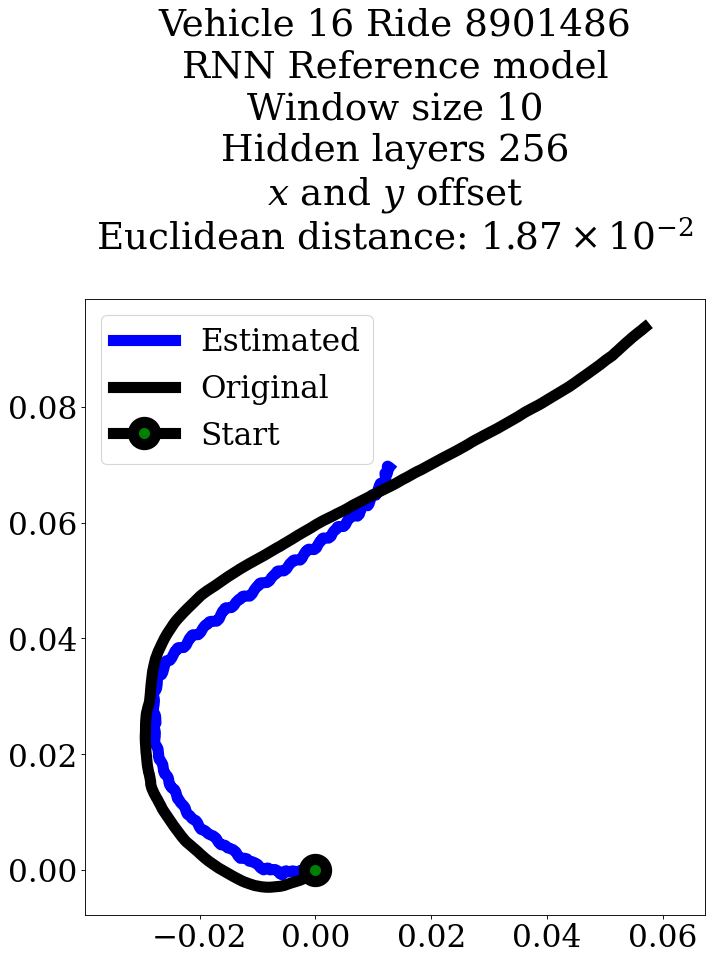 Vehicle 16 Ride 8901486
RNN Reference model
Window size 10
Hidden layers 256
x and y offset
Euclidean distance: 1.87 × 10⁻²
Estimated
Original
Start
0.08
0.06
0.04
0.02
0.00
−0.02 0.00 0.02 0.04 0.06